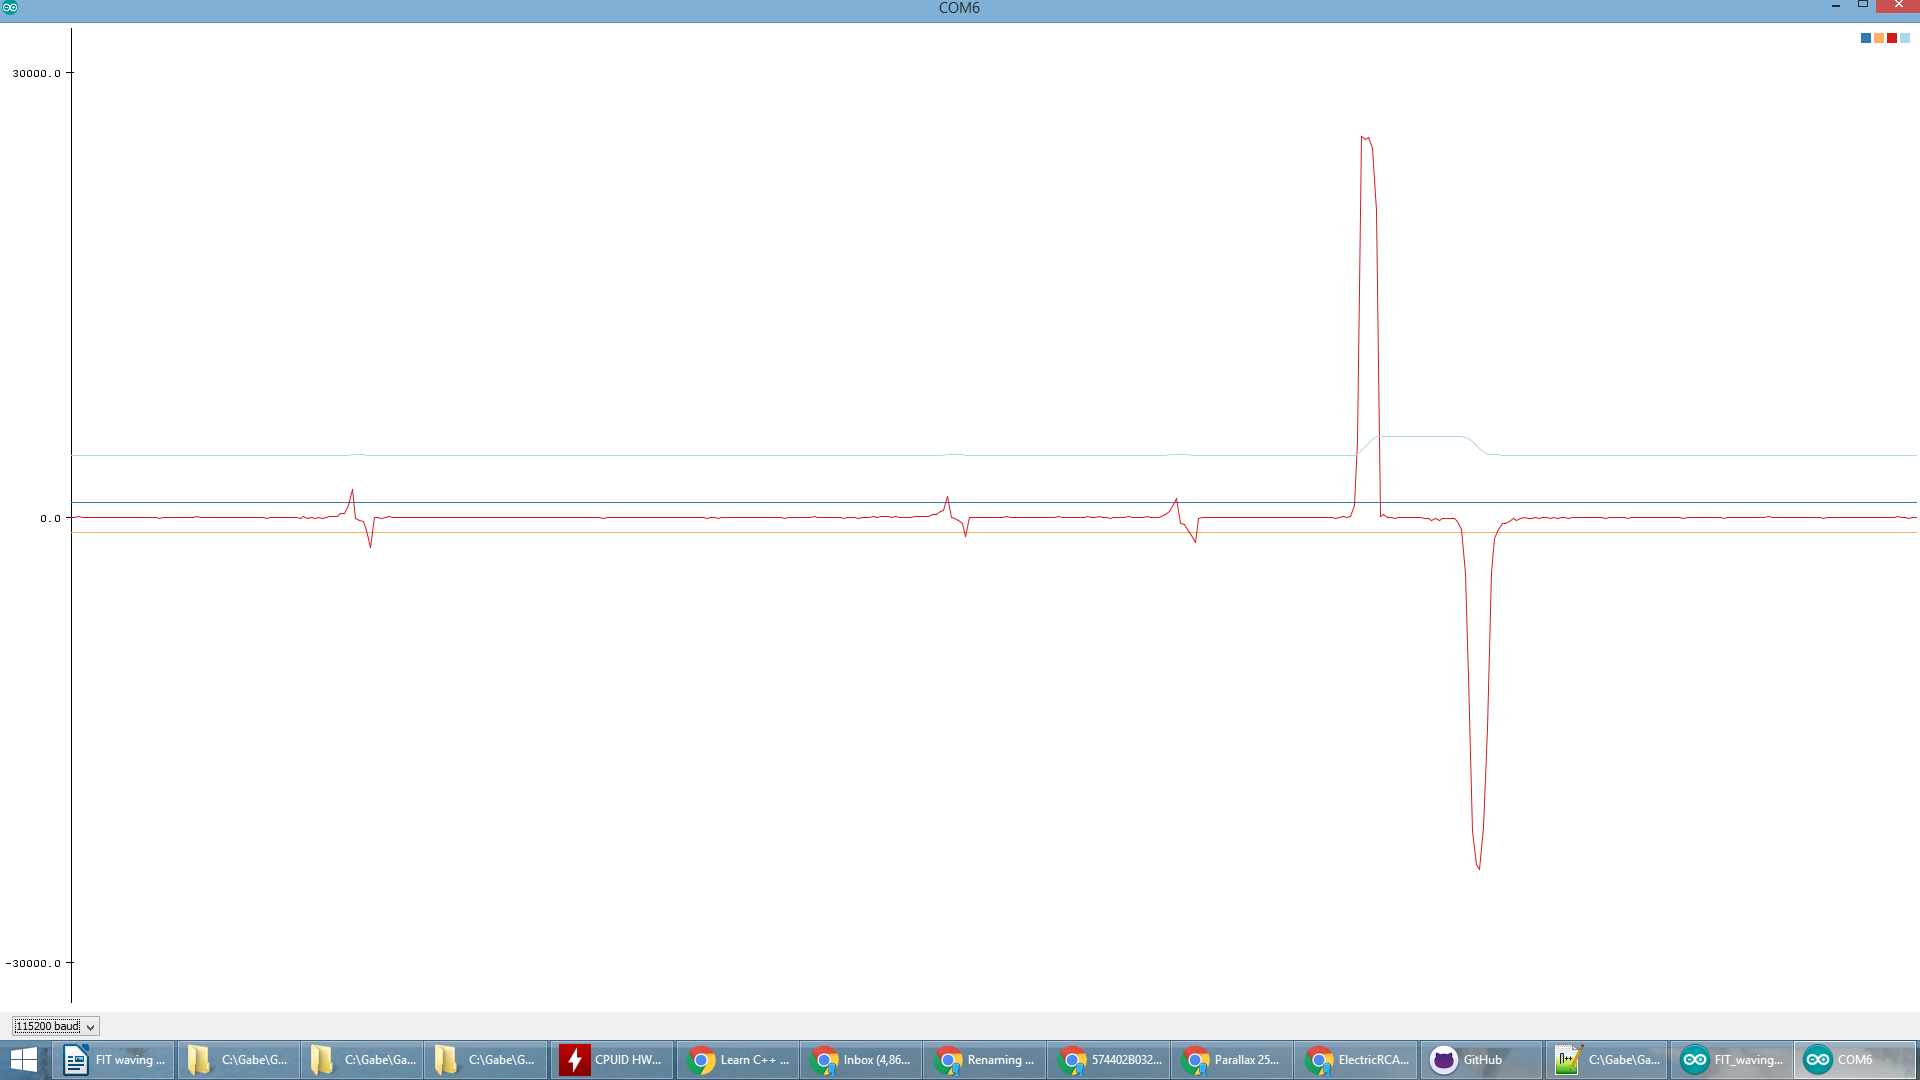 COM6
30000.0
0.0
-30000.0
115200 baud
FIT waving ...
C:\Gabe\G...
C:\Gabe\Ga...
C:\Gabe\G...
CPUID HW...
Learn C++ ...
Inbox (4,86...
Renaming ...
574402B032...
Parallax 25...
ElectricRCA...
GitHub
C:\Gabe\Ga...
FIT_waving...
COM6